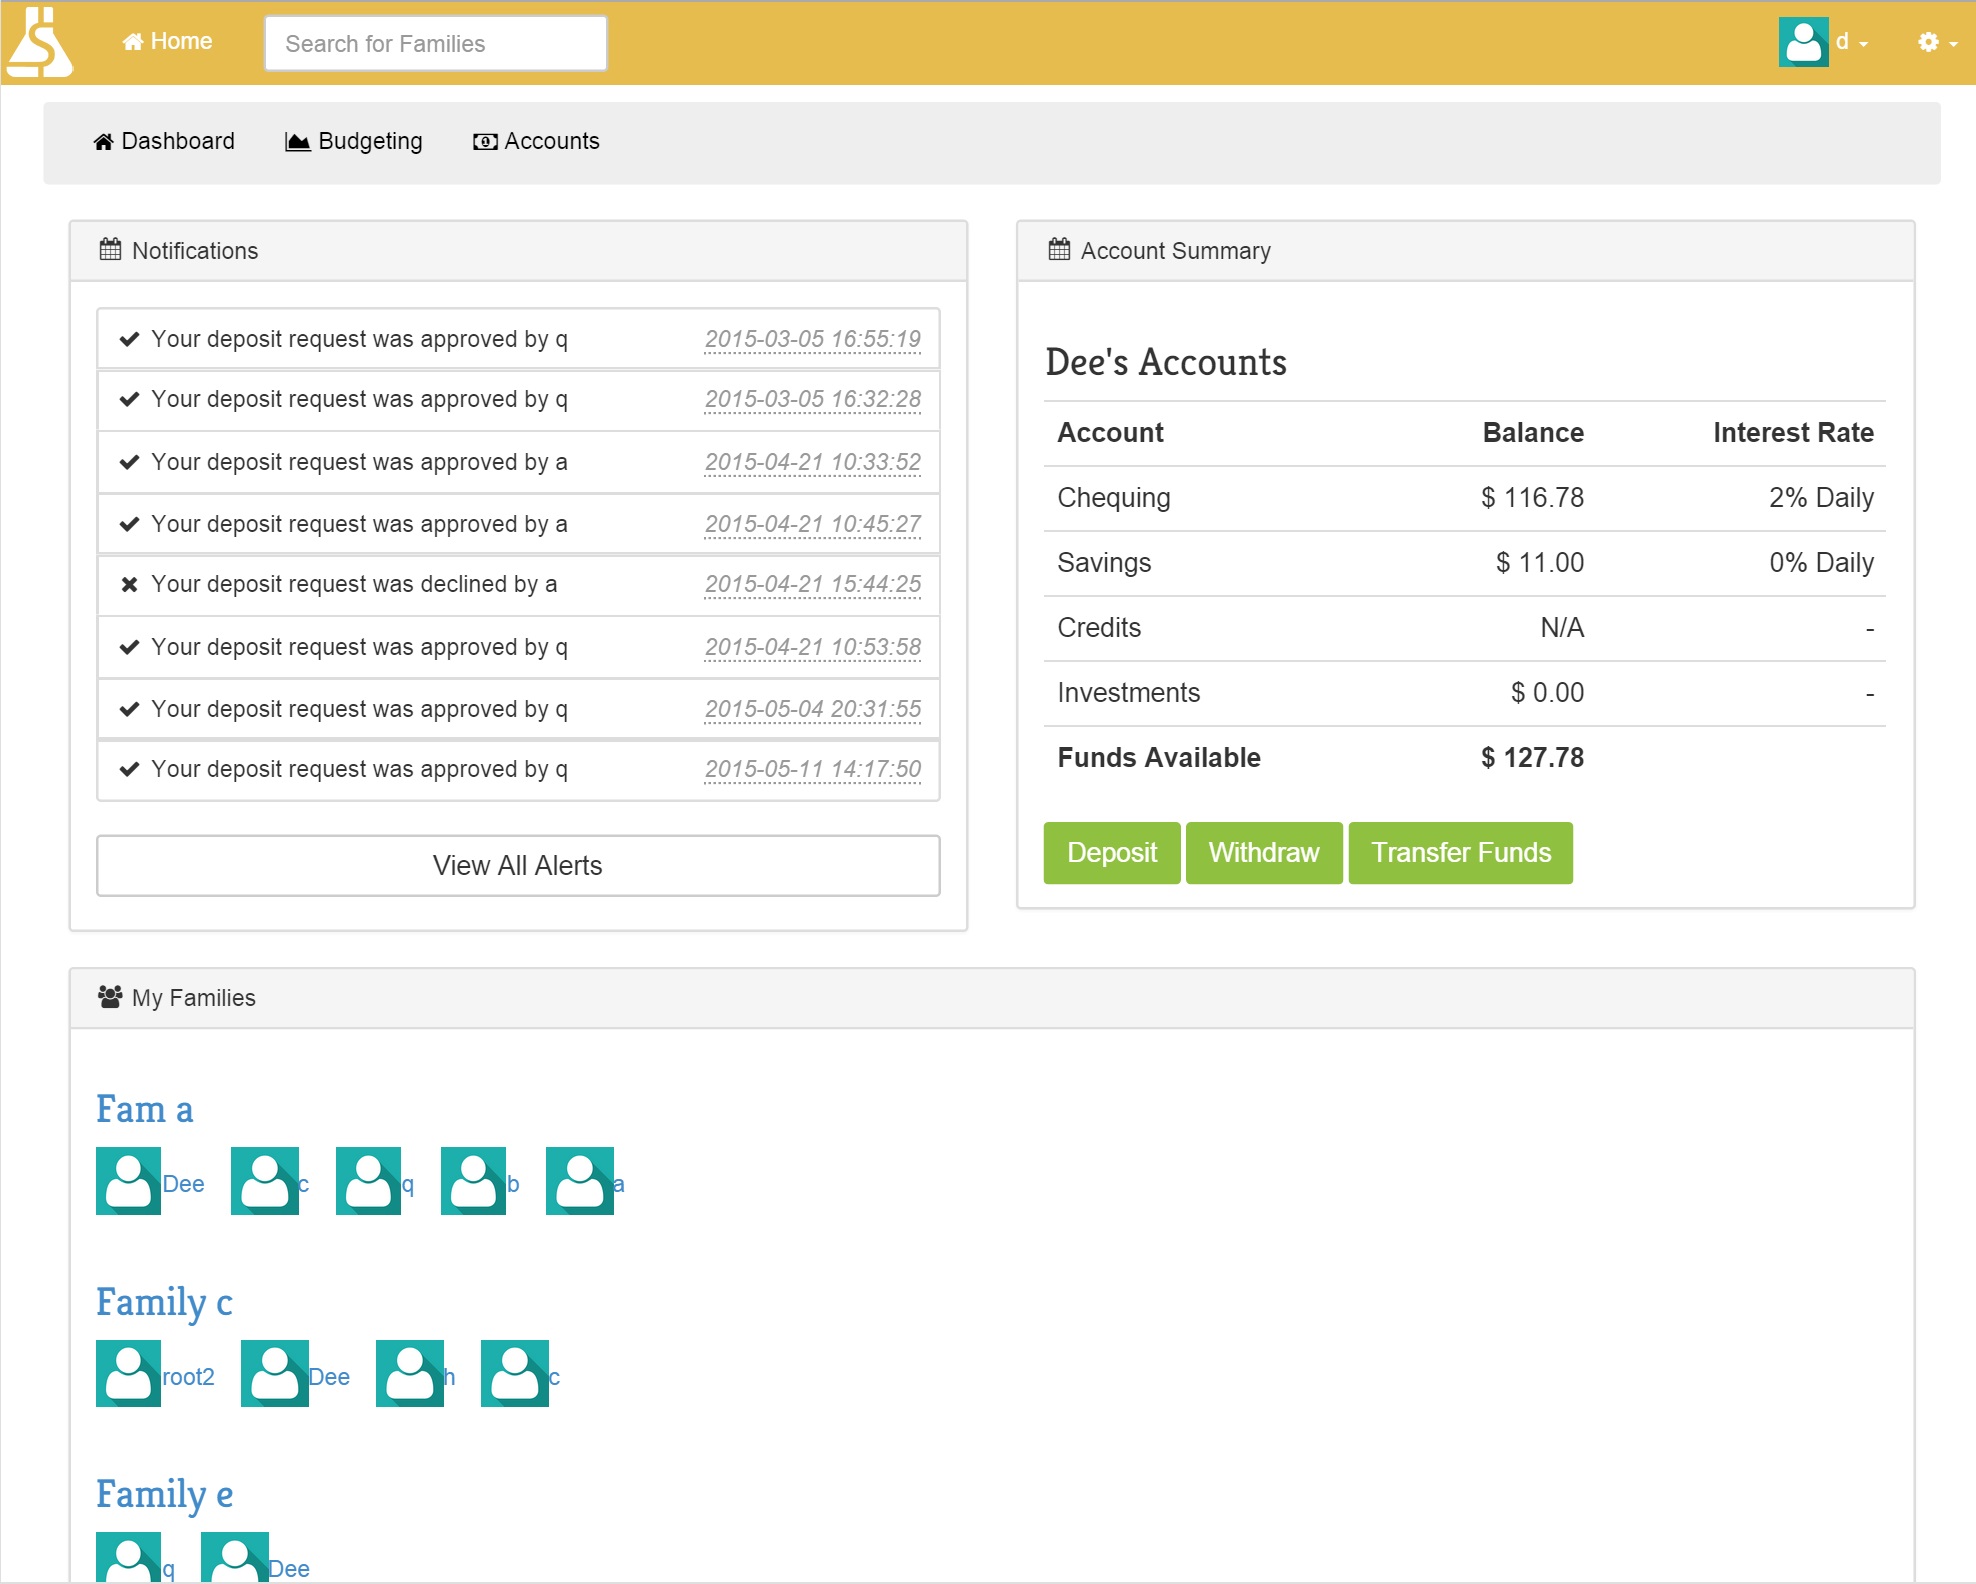 Home
Search for Families
d
Dashboard Budgeting Accounts
Notifications
Your deposit request was approved by q 2015-03-05 16:55:19
Your deposit request was approved by q 2015-03-05 16:32:28
Your deposit request was approved by a 2015-04-21 10:33:52
Your deposit request was approved by a 2015-04-21 10:45:27
Your deposit request was declined by a 2015-04-21 15:44:25
Your deposit request was approved by q 2015-04-21 10:53:58
Your deposit request was approved by q 2015-05-04 20:31:55
Your deposit request was approved by q 2015-05-11 14:17:50
View All Alerts
Account Summary
Dee's Accounts
Account Balance Interest Rate
Chequing $ 116.78 2% Daily
Savings $ 11.00 0% Daily
Credits N/A -
Investments $ 0.00 -
Funds Available $ 127.78
Deposit Withdraw Transfer Funds
My Families
Fam a
Dee c q b a
Family c
root2 Dee h c
Family e
q Dee